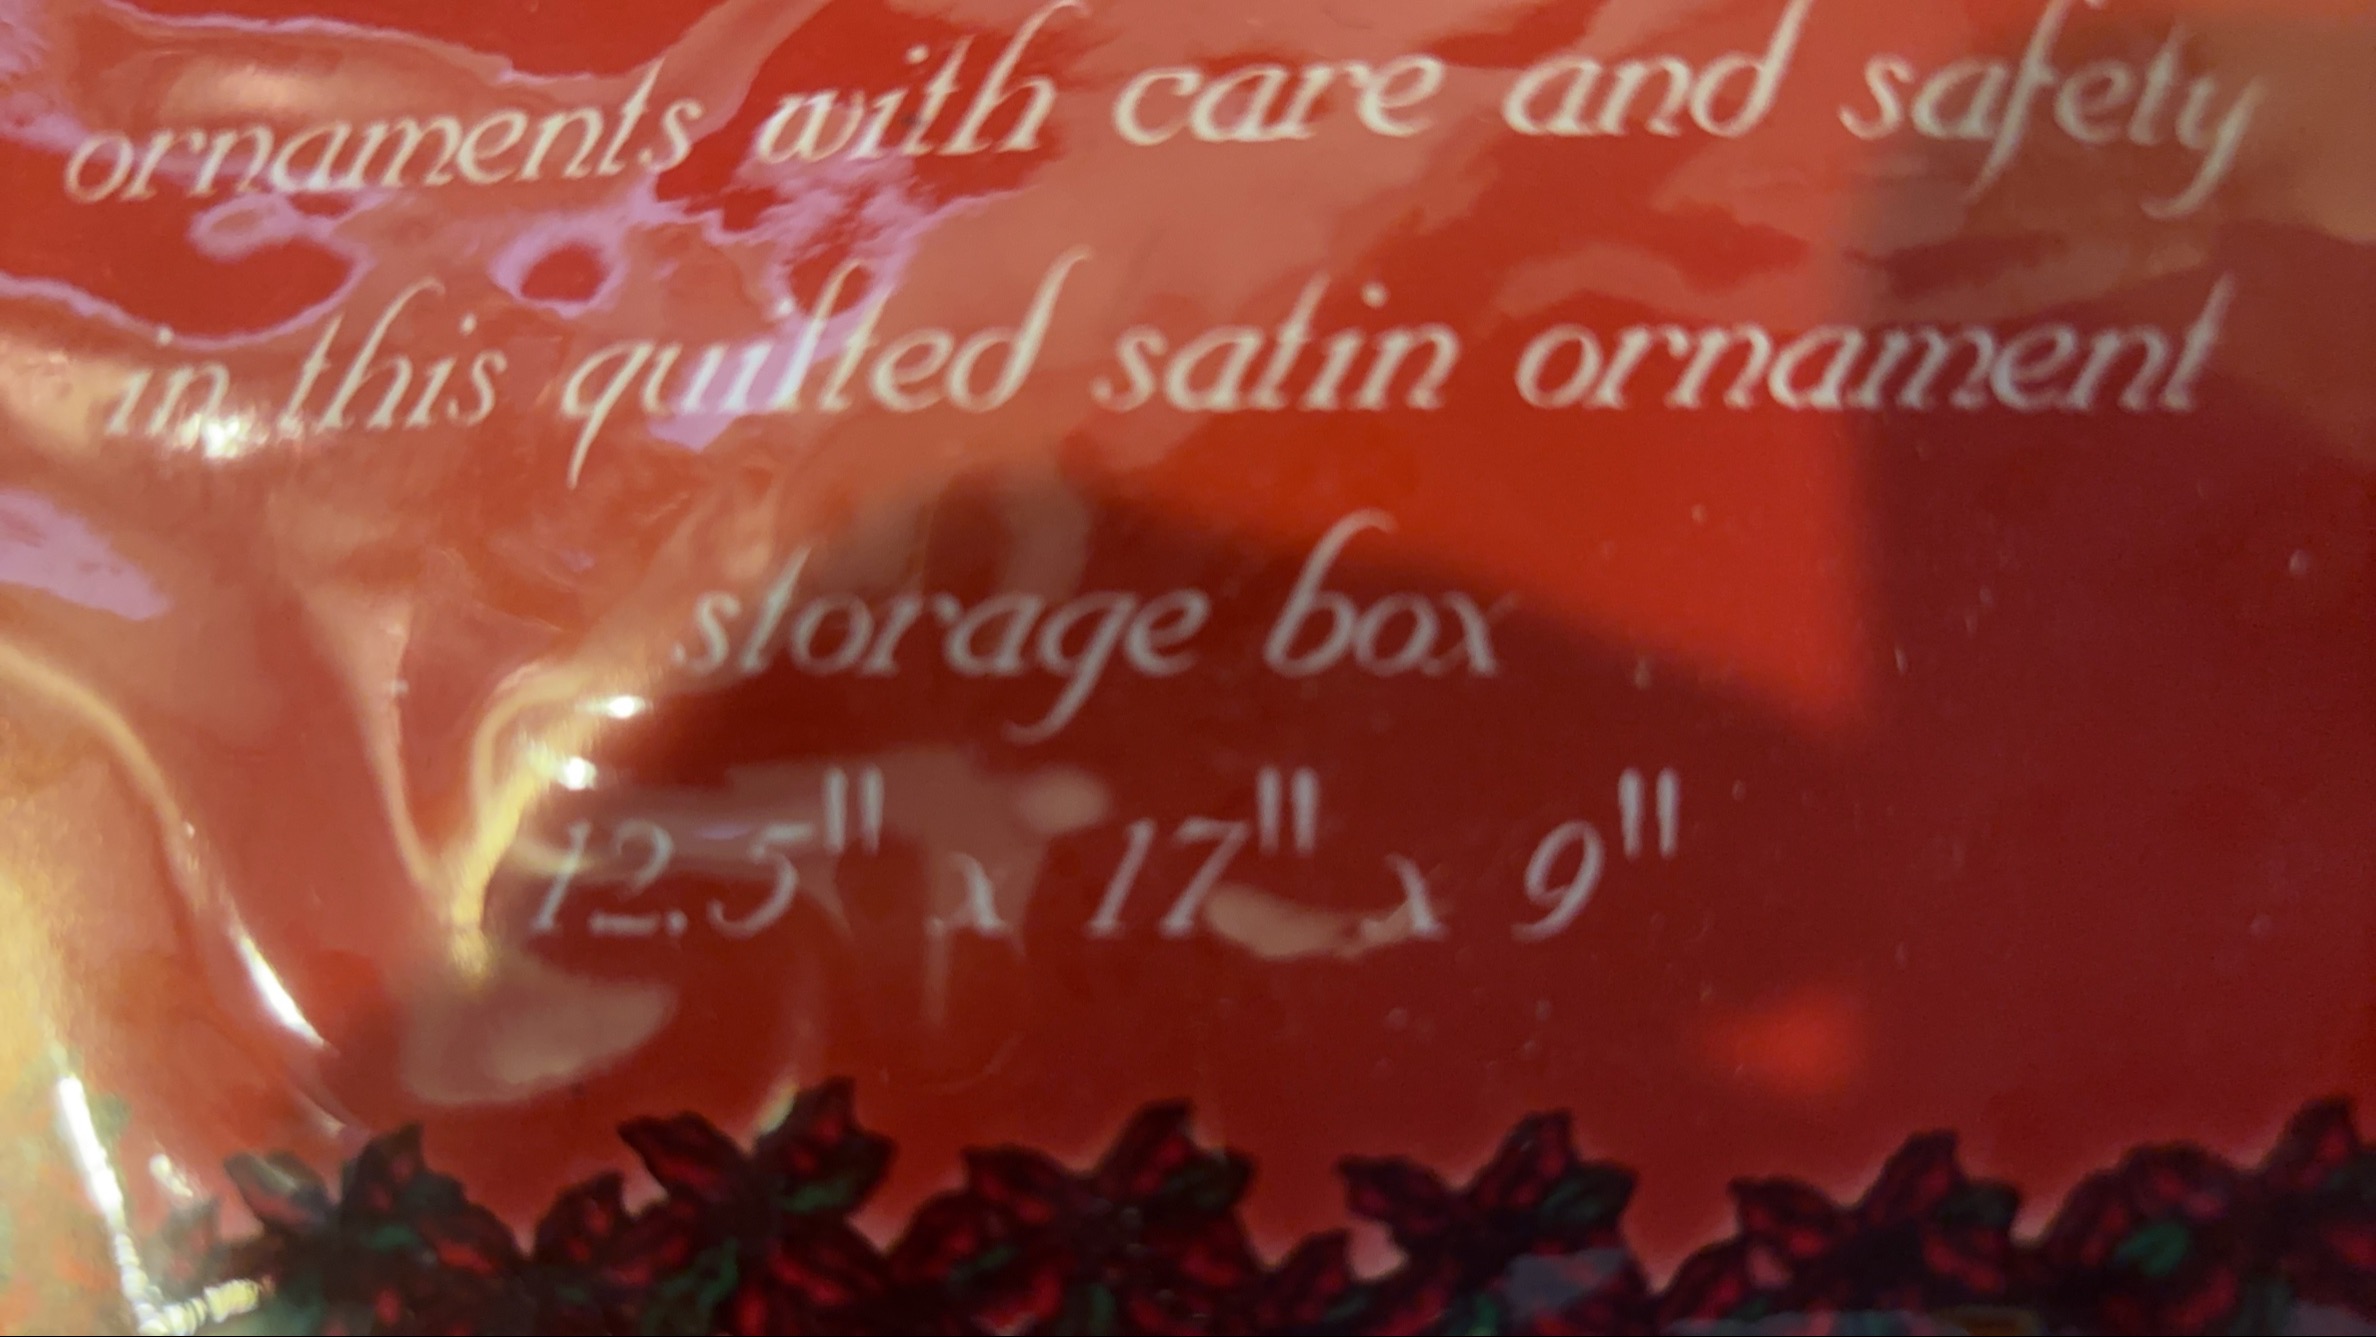 ornaments with care and safety
in this quilted satin ornament
storage box
12.5" x 17" x 9"